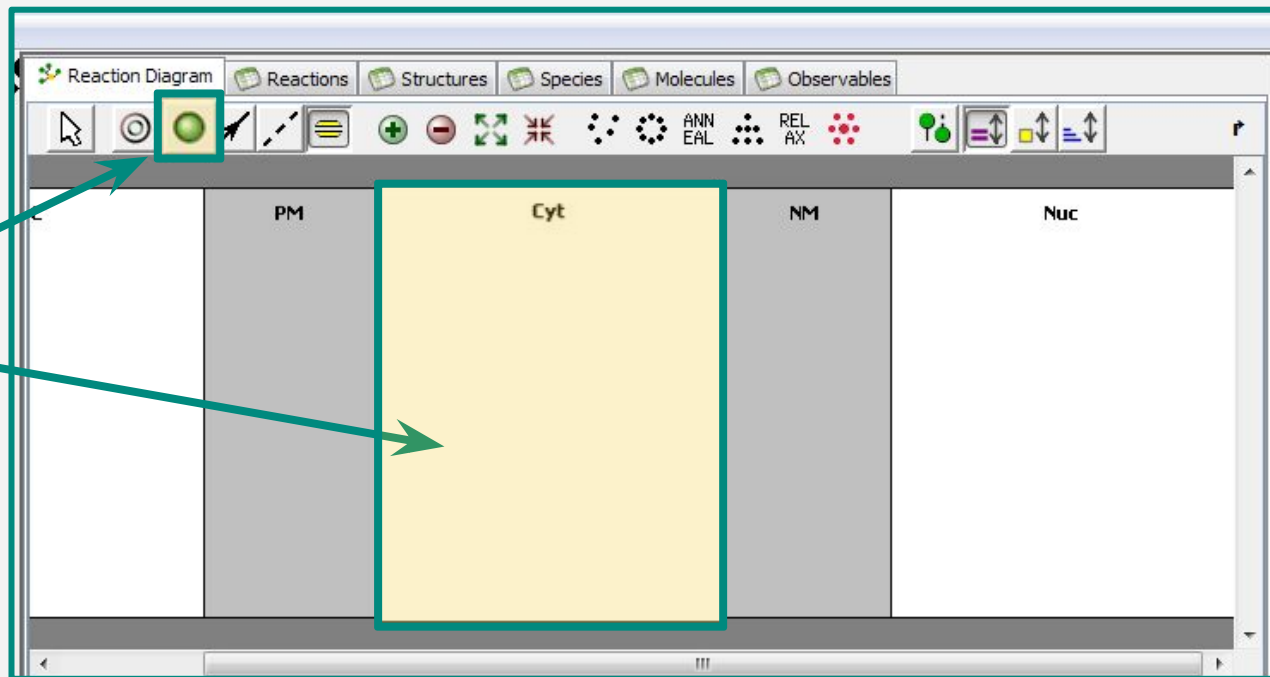 Reaction Diagram Reactions Structures Species Molecules Observables
ANN EAL REL AX
PM Cyt NM Nuc